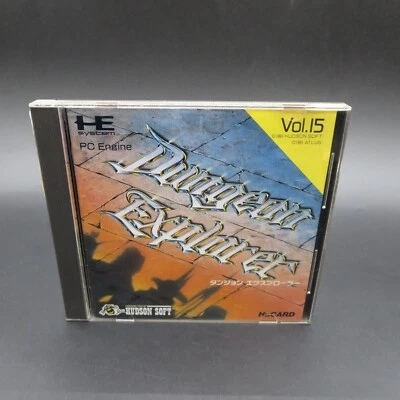 HE
system
PC Engine
Vol.15
©1989 HUDSON SOFT
©1989 ATLUS
Dungeon
Explorer
ダンジョン エクスプローラー
HUDSON SOFT
HuCARD